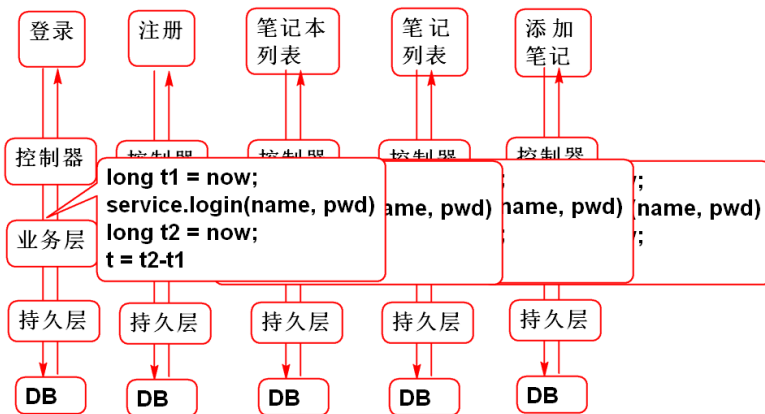 登录
注册
笔记本
列表
笔记
列表
添加
笔记
控制器
控制器
控制器
控制器
控制器
long t1 = now;
service.login(name, pwd)
long t2 = now;
t = t2-t1
ame, pwd)
name, pwd)
(name, pwd)
业务层
持久层
持久层
持久层
持久层
持久层
DB
DB
DB
DB
DB